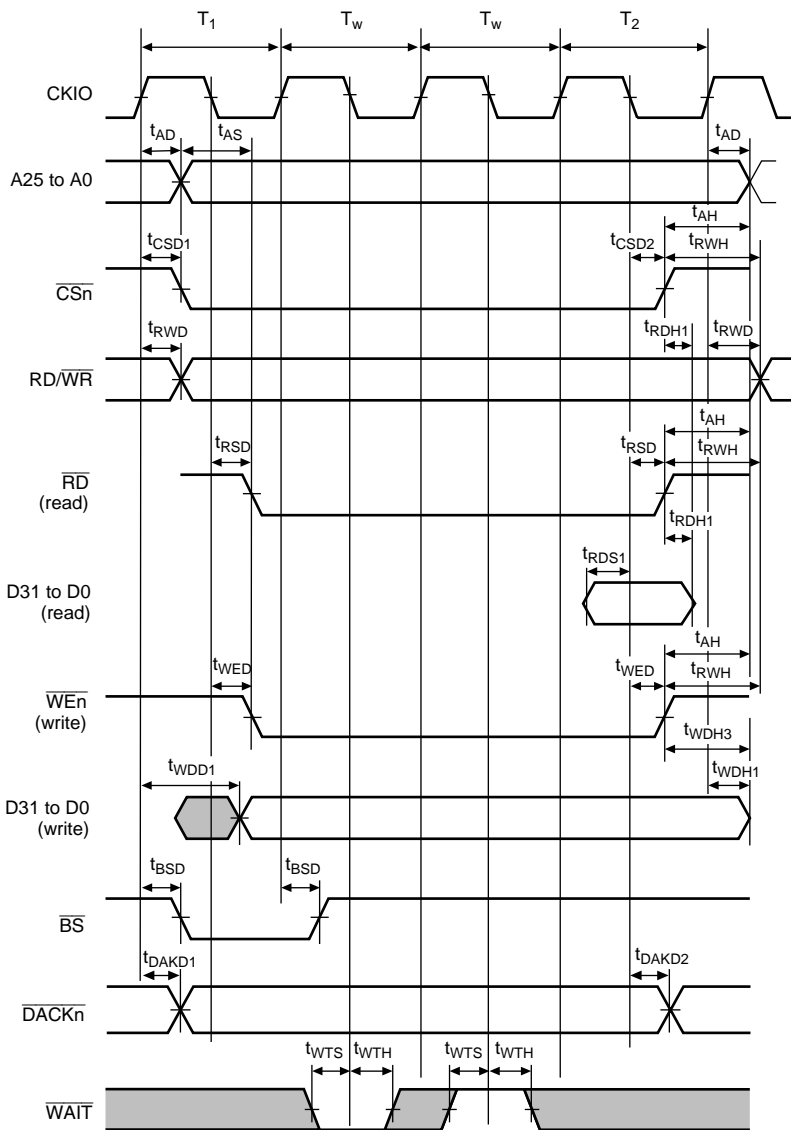 T1 Tw Tw T2
CKIO
tAD tAS tAD
A25 to A0
tAH
tCSD1 tCSD2 tRWH
CSn
tRWD tRDH1 tRWD
RD/WR
tAH
tRSD tRSD tRWH
RD
(read)
tRDH1
tRDS1
D31 to D0
(read)
tAH
tWED tWED tRWH
WEn
(write)
tWDH3
tWDD1 tWDH1
D31 to D0
(write)
tBSD tBSD
BS
tDAKD1 tDAKD2
DACKn
tWTS tWTH tWTS tWTH
WAIT